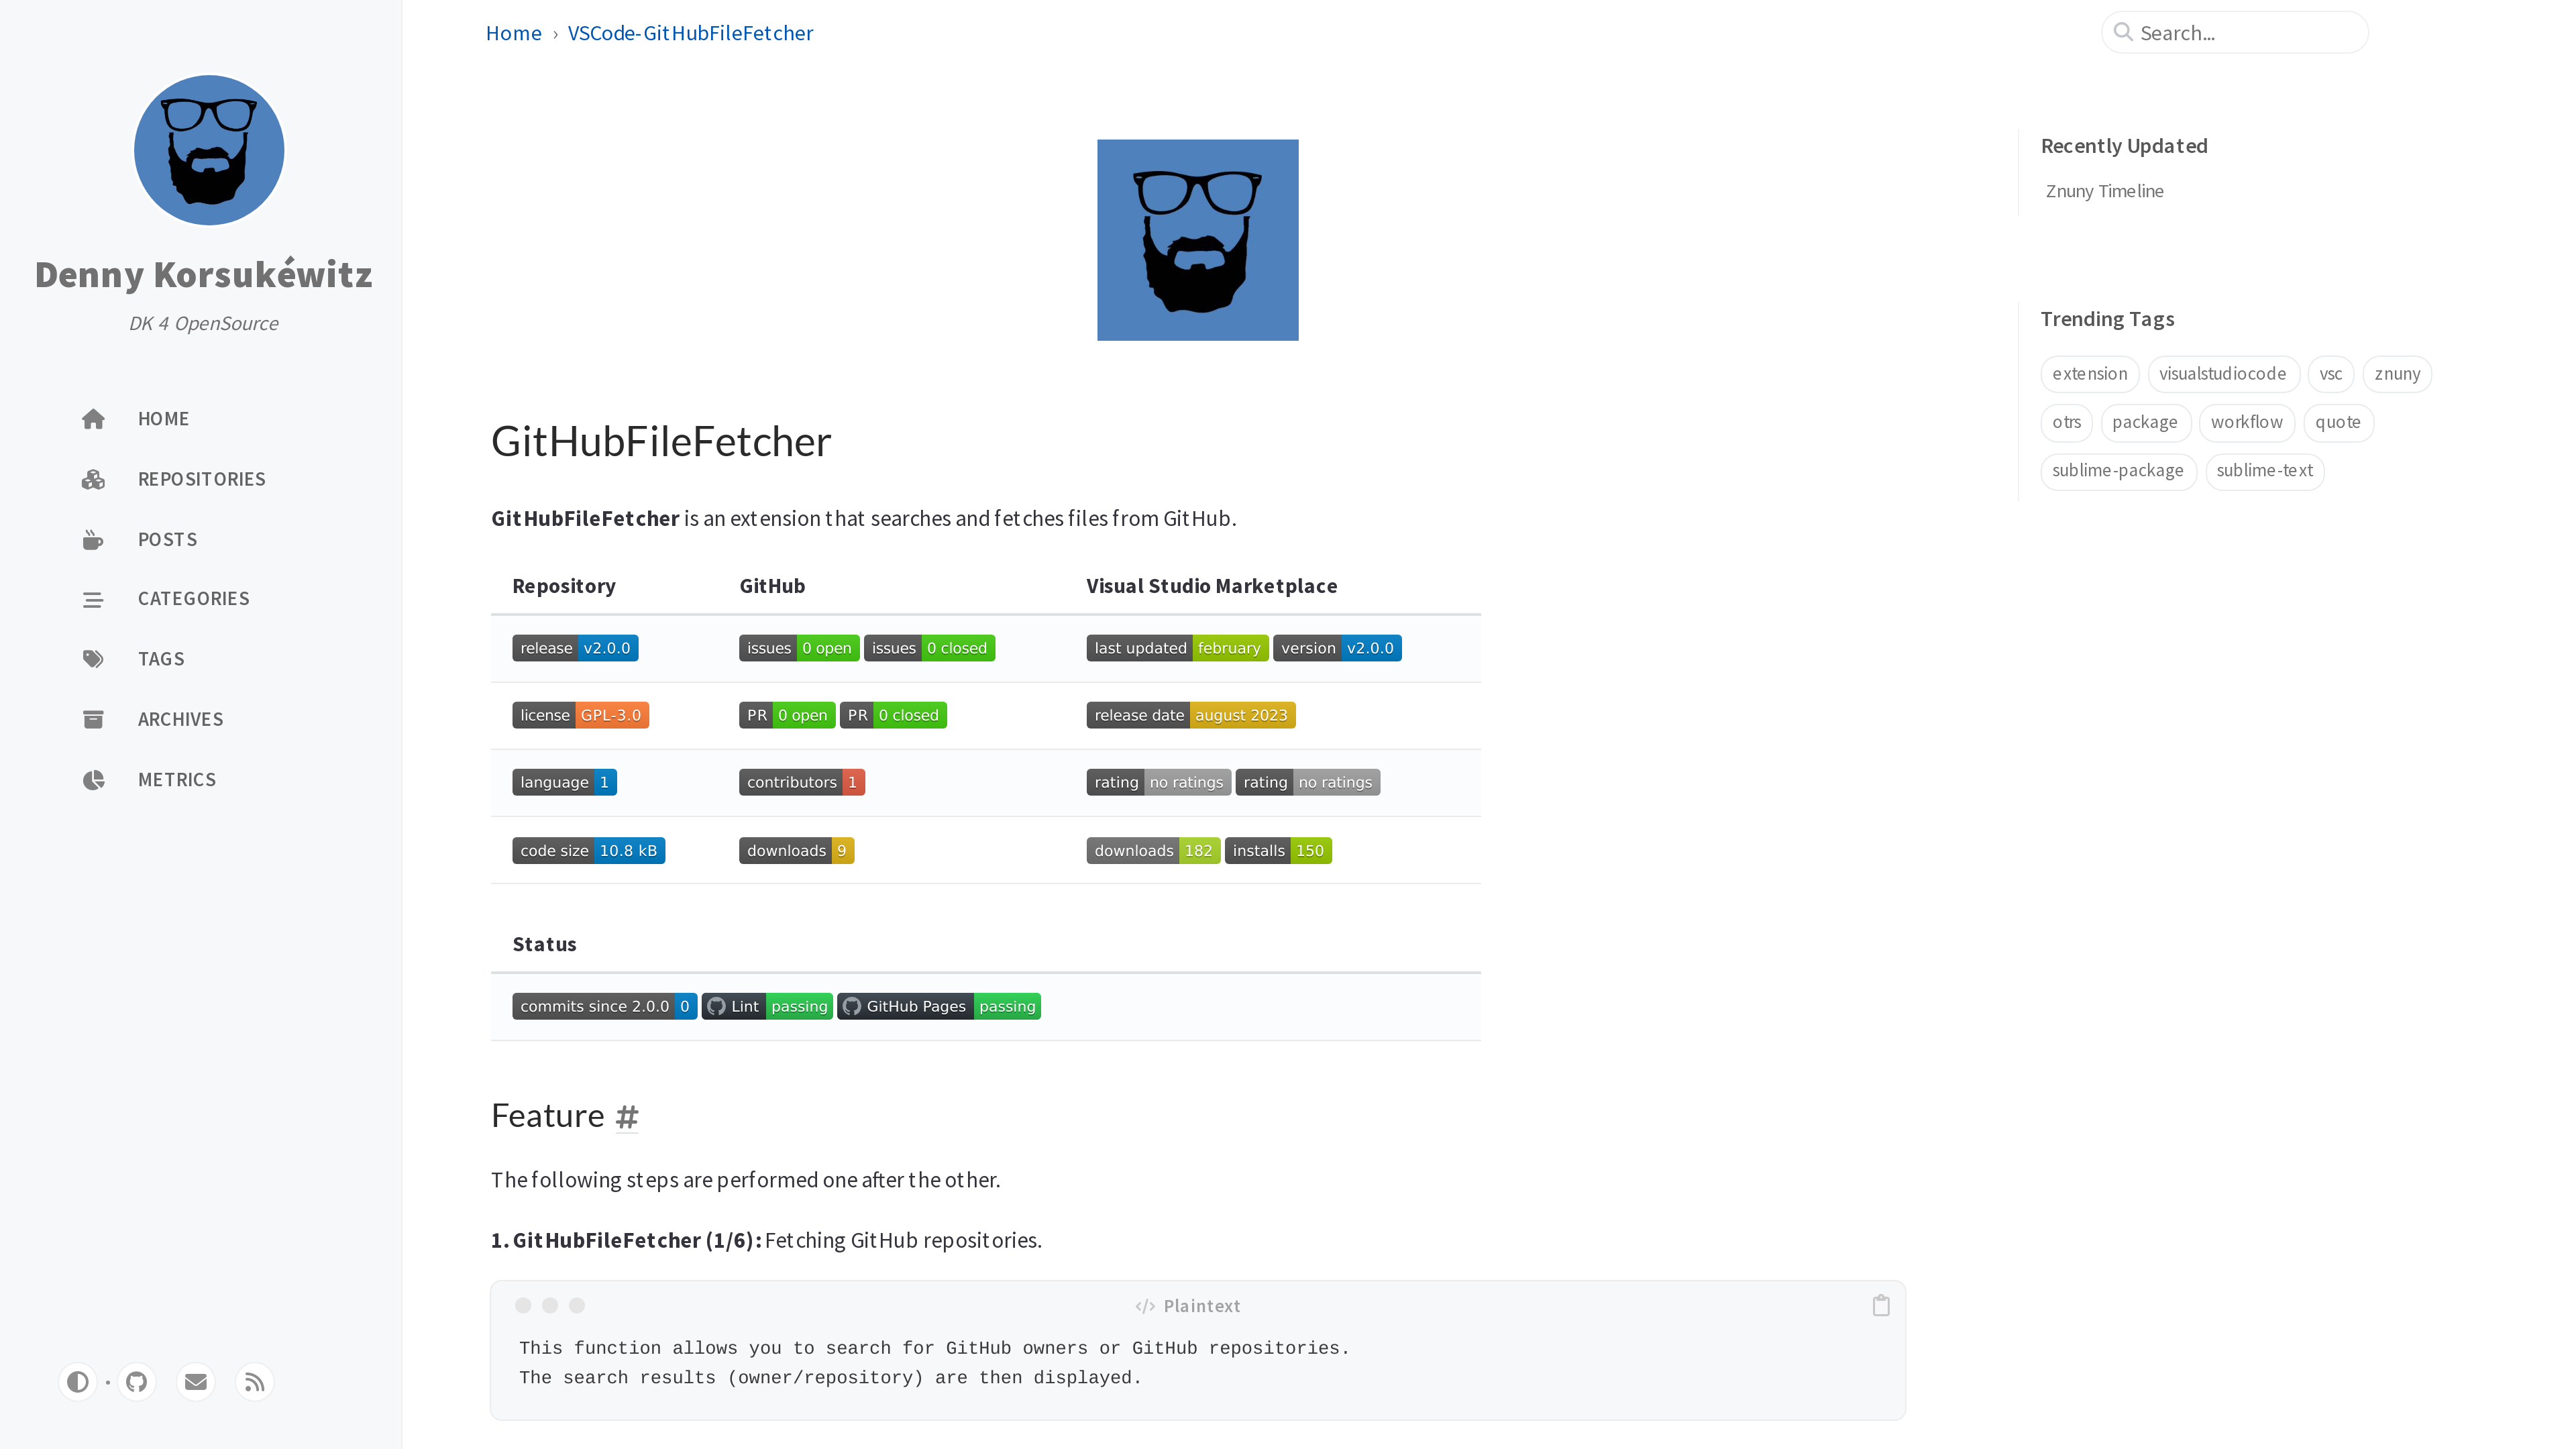 Denny Korsukéwitz
DK 4 OpenSource
HOME
REPOSITORIES
POSTS
CATEGORIES
TAGS
ARCHIVES
METRICS
Home › VSCode-GitHubFileFetcher
Search...
GitHubFileFetcher
GitHubFileFetcher is an extension that searches and fetches files from GitHub.
Repository GitHub Visual Studio Marketplace
release v2.0.0 issues 0 open issues 0 closed last updated february version v2.0.0
license GPL-3.0 PR 0 open PR 0 closed release date august 2023
language 1 contributors 1 rating no ratings rating no ratings
code size 10.8 kB downloads 9 downloads 182 installs 150
Status
commits since 2.0.0 0 Lint passing GitHub Pages passing
Feature #
The following steps are performed one after the other.
1. GitHubFileFetcher (1/6): Fetching GitHub repositories.
Plaintext
This function allows you to search for GitHub owners or GitHub repositories.
The search results (owner/repository) are then displayed.
Recently Updated
Znuny Timeline
Trending Tags
extension visualstudiocode vsc znuny
otrs package workflow quote
sublime-package sublime-text